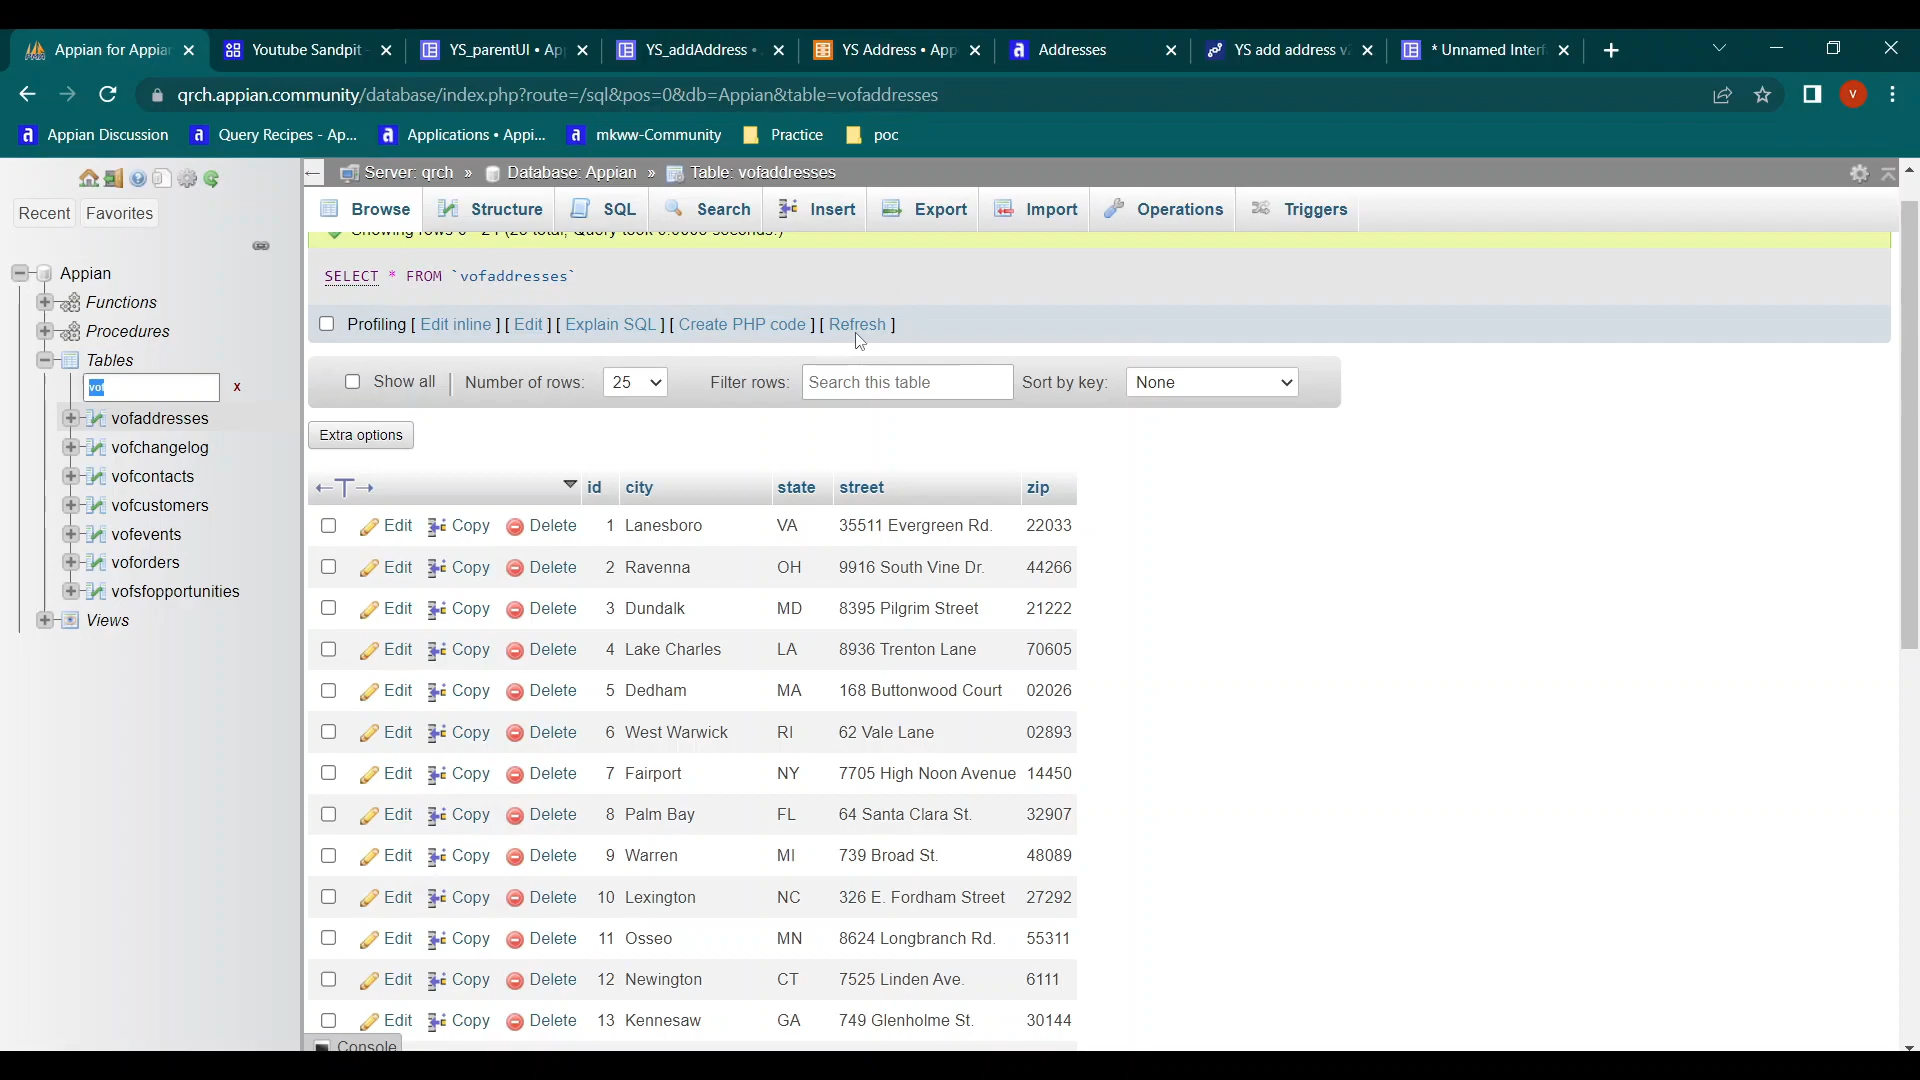 Appian for Appian
Youtube Sandpit
YS_parentUI • Ap
YS_addAddress •
YS Address • App
Addresses
YS add address v
* Unnamed Interf
qrch.appian.community/database/index.php?route=/sql&pos=0&db=Appian&table=vofaddresses
V
Appian Discussion
Query Recipes - Ap...
Applications • Appi...
mkww-Community
Practice
poc
Recent Favorites
Appian
Functions
Procedures
Tables
vof x
vofaddresses
vofchangelog
vofcontacts
vofcustomers
vofevents
voforders
vofsfopportunities
Views
Server: qrch » Database: Appian » Table: vofaddresses
Browse Structure SQL Search Insert Export Import Operations Triggers
SELECT * FROM `vofaddresses`
Profiling [ Edit inline ] [ Edit ] [ Explain SQL ] [ Create PHP code ] [ Refresh ]
Show all | Number of rows: 25 Filter rows: Search this table Sort by key: None
Extra options
id city state street zip
Edit Copy Delete 1 Lanesboro VA 35511 Evergreen Rd. 22033
Edit Copy Delete 2 Ravenna OH 9916 South Vine Dr. 44266
Edit Copy Delete 3 Dundalk MD 8395 Pilgrim Street 21222
Edit Copy Delete 4 Lake Charles LA 8936 Trenton Lane 70605
Edit Copy Delete 5 Dedham MA 168 Buttonwood Court 02026
Edit Copy Delete 6 West Warwick RI 62 Vale Lane 02893
Edit Copy Delete 7 Fairport NY 7705 High Noon Avenue 14450
Edit Copy Delete 8 Palm Bay FL 64 Santa Clara St. 32907
Edit Copy Delete 9 Warren MI 739 Broad St. 48089
Edit Copy Delete 10 Lexington NC 326 E. Fordham Street 27292
Edit Copy Delete 11 Osseo MN 8624 Longbranch Rd. 55311
Edit Copy Delete 12 Newington CT 7525 Linden Ave. 6111
Edit Copy Delete 13 Kennesaw GA 749 Glenholme St. 30144
Console